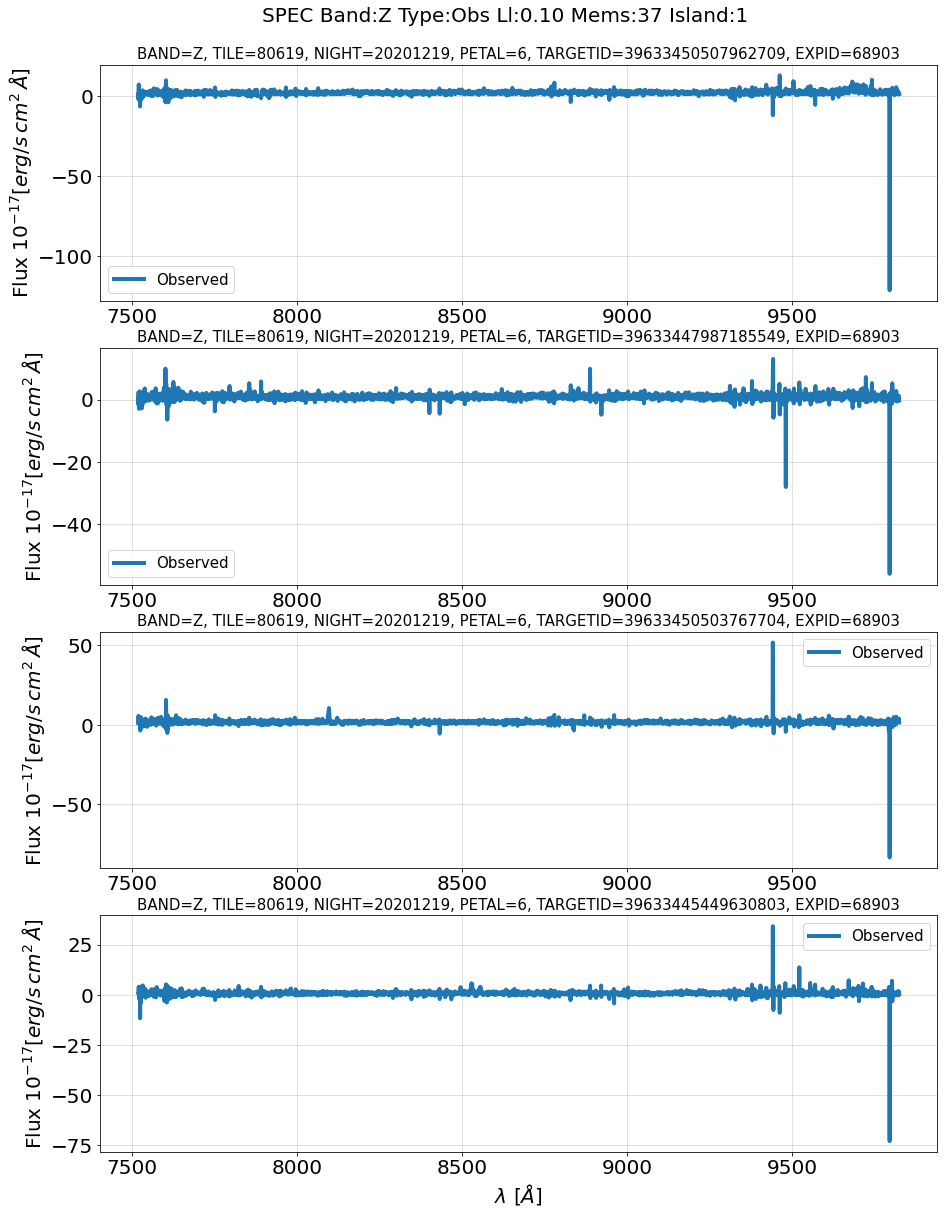 SPEC Band:Z Type:Obs Ll:0.10 Mems:37 Island:1
BAND=Z, TILE=80619, NIGHT=20201219, PETAL=6, TARGETID=39633450507962709, EXPID=68903
Flux 10^{-17}[erg/s cm^2 Å]
0
−50
−100
Observed
7500 8000 8500 9000 9500
BAND=Z, TILE=80619, NIGHT=20201219, PETAL=6, TARGETID=39633447987185549, EXPID=68903
Flux 10^{-17}[erg/s cm^2 Å]
0
−20
−40
Observed
7500 8000 8500 9000 9500
BAND=Z, TILE=80619, NIGHT=20201219, PETAL=6, TARGETID=39633450503767704, EXPID=68903
Flux 10^{-17}[erg/s cm^2 Å]
50
0
−50
Observed
7500 8000 8500 9000 9500
BAND=Z, TILE=80619, NIGHT=20201219, PETAL=6, TARGETID=39633445449630803, EXPID=68903
Flux 10^{-17}[erg/s cm^2 Å]
25
0
−25
−50
−75
Observed
7500 8000 8500 9000 9500
λ [Å]